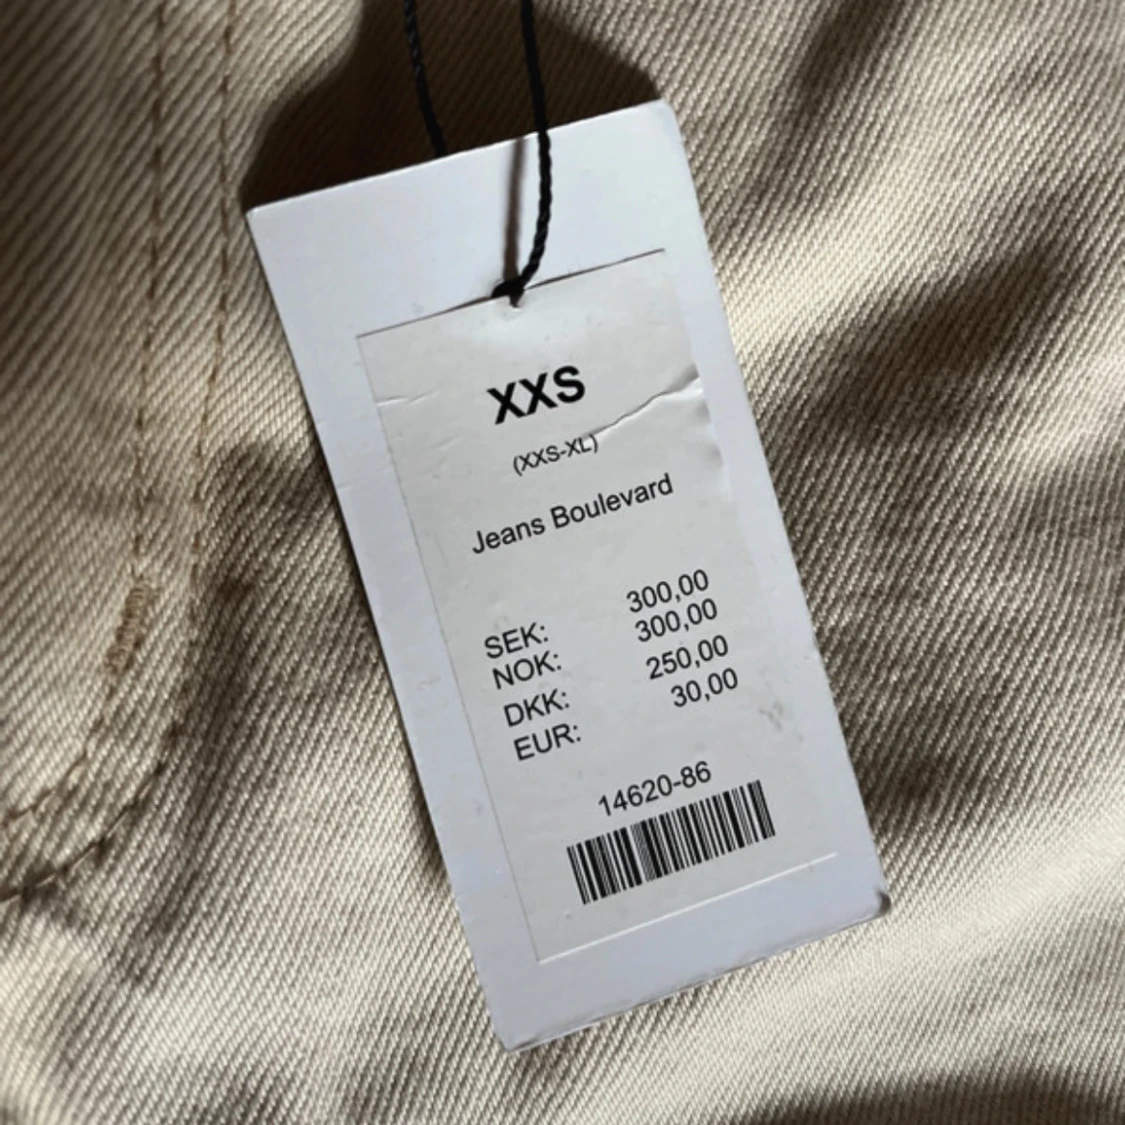 XXS
(XXS-XL)
Jeans Boulevard
SEK: 300,00
NOK: 300,00
DKK: 250,00
EUR: 30,00
14620-86